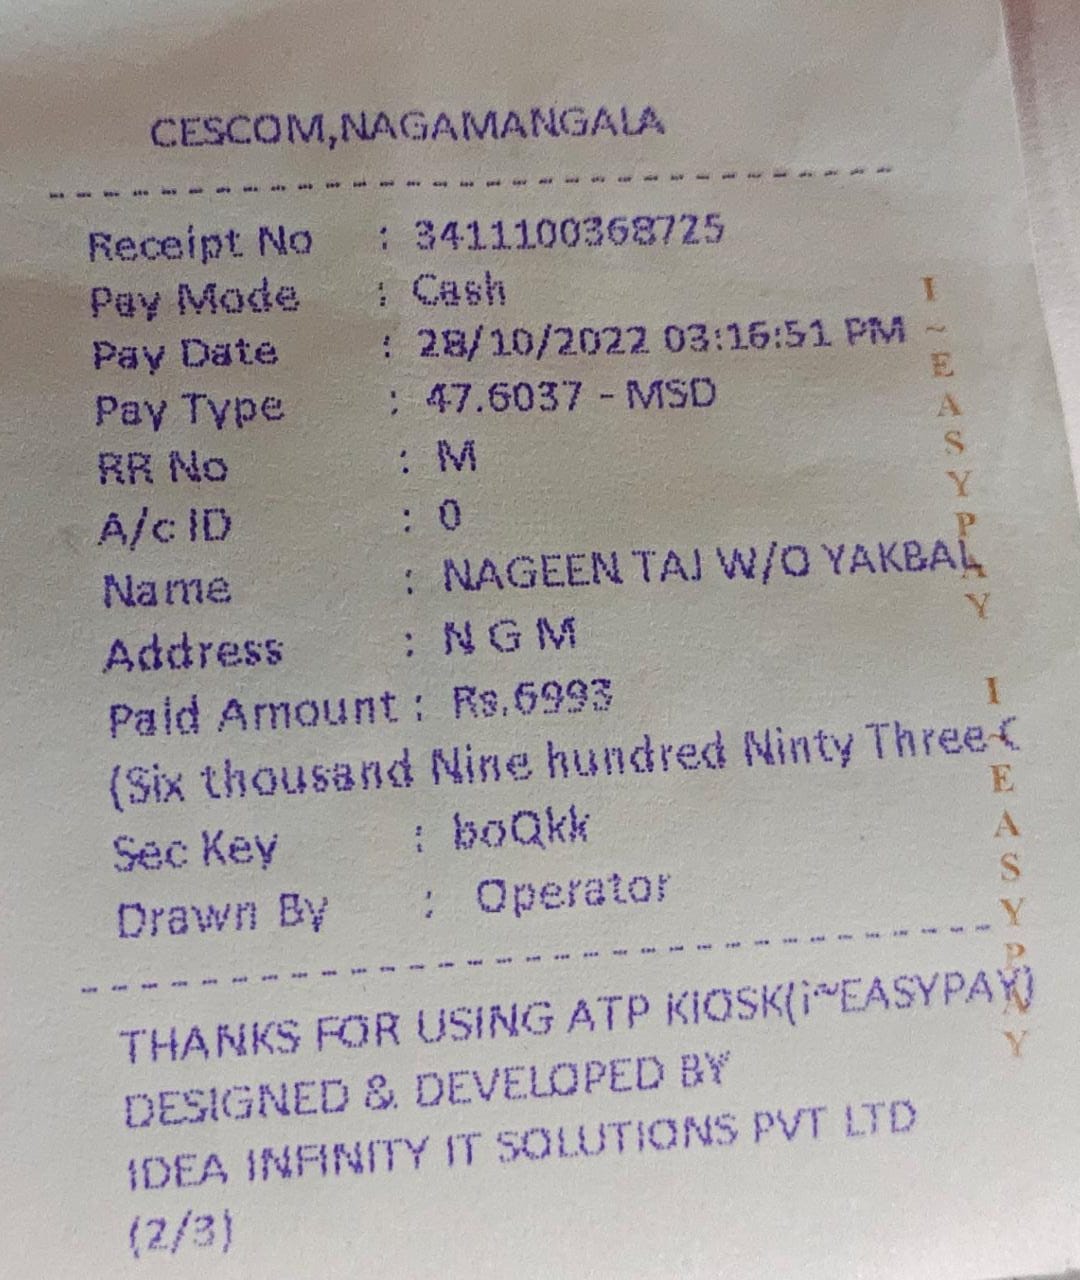 CESCOM,NAGAMANGALA
Receipt No : 3411100368725
Pay Mode : Cash
Pay Date : 28/10/2022 03:16:51 PM
Pay Type : 47.6037 - MSD
RR No : M
A/c ID : 0
Name : NAGEEN TAJ W/O YAKBAL
Address : N G M
Paid Amount : Rs.6993
(Six thousand Nine hundred Ninty Three
Sec Key : boQkk
Drawn By : Operator
THANKS FOR USING ATP KIOSK(i~EASYPAY)
DESIGNED & DEVELOPED BY
IDEA INFINITY IT SOLUTIONS PVT LTD
(2/3)
I~EASYPAY
I~EASYPAY